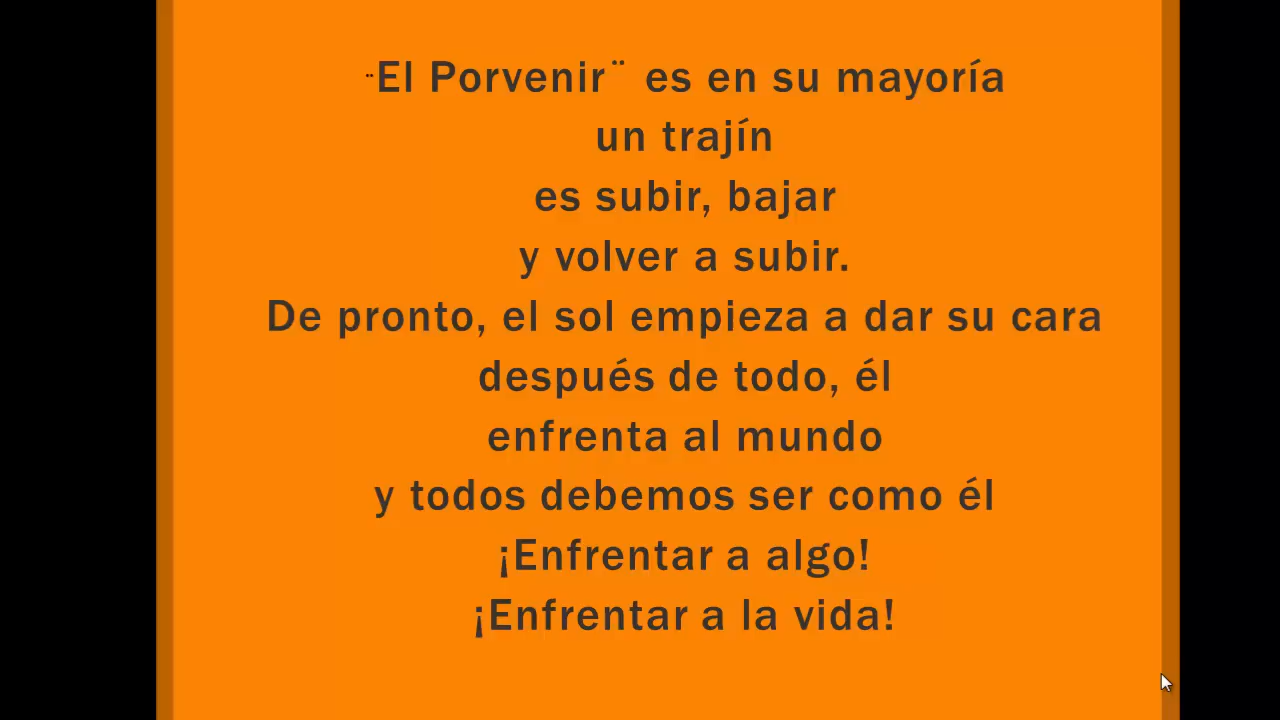 ¨El Porvenir¨ es en su mayoría
un trajín
es subir, bajar
y volver a subir.
De pronto, el sol empieza a dar su cara
después de todo, él
enfrenta al mundo
y todos debemos ser como él
¡Enfrentar a algo!
¡Enfrentar a la vida!